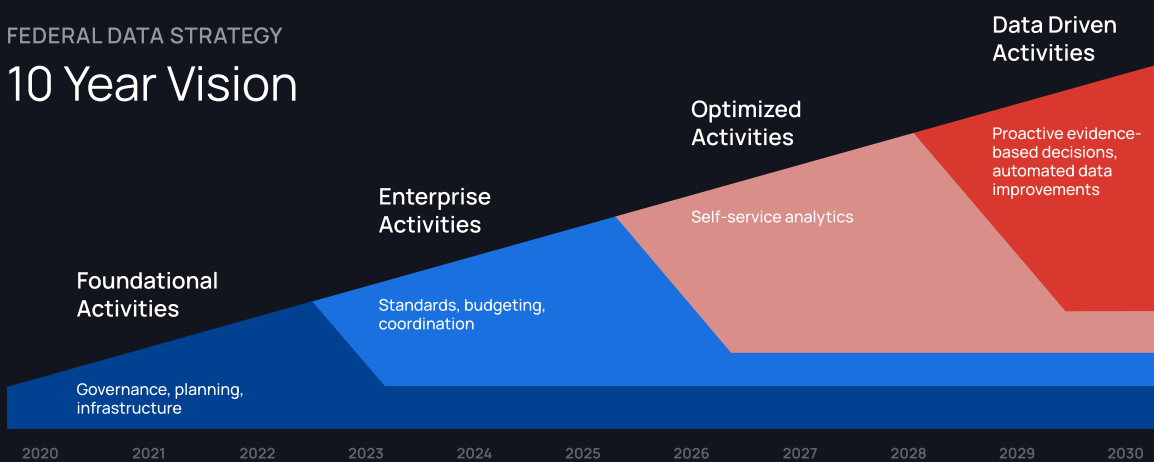 FEDERAL DATA STRATEGY
10 Year Vision
Data Driven
Activities
Proactive evidence-
based decisions,
automated data
improvements
Optimized
Activities
Self-service analytics
Enterprise
Activities
Standards, budgeting,
coordination
Foundational
Activities
Governance, planning,
infrastructure
2020 2021 2022 2023 2024 2025 2026 2027 2028 2029 2030